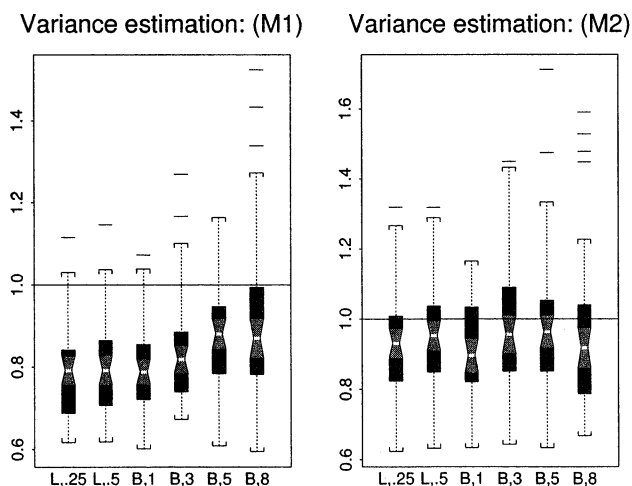 Variance estimation: (M1)
1.4
1.2
1.0
0.8
0.6
L,.25 L,.5 B,1 B,3 B,5 B,8
Variance estimation: (M2)
1.6
1.4
1.2
1.0
0.8
0.6
L,.25 L,.5 B,1 B,3 B,5 B,8